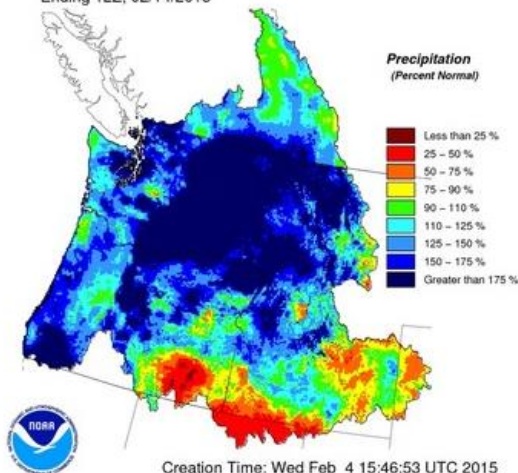 Precipitation
(Percent Normal)
Less than 25 %
25 – 50 %
50 – 75 %
75 – 90 %
90 – 110 %
110 – 125 %
125 – 150 %
150 – 175 %
Greater than 175 %
NOAA
Creation Time: Wed Feb 4 15:46:53 UTC 2015